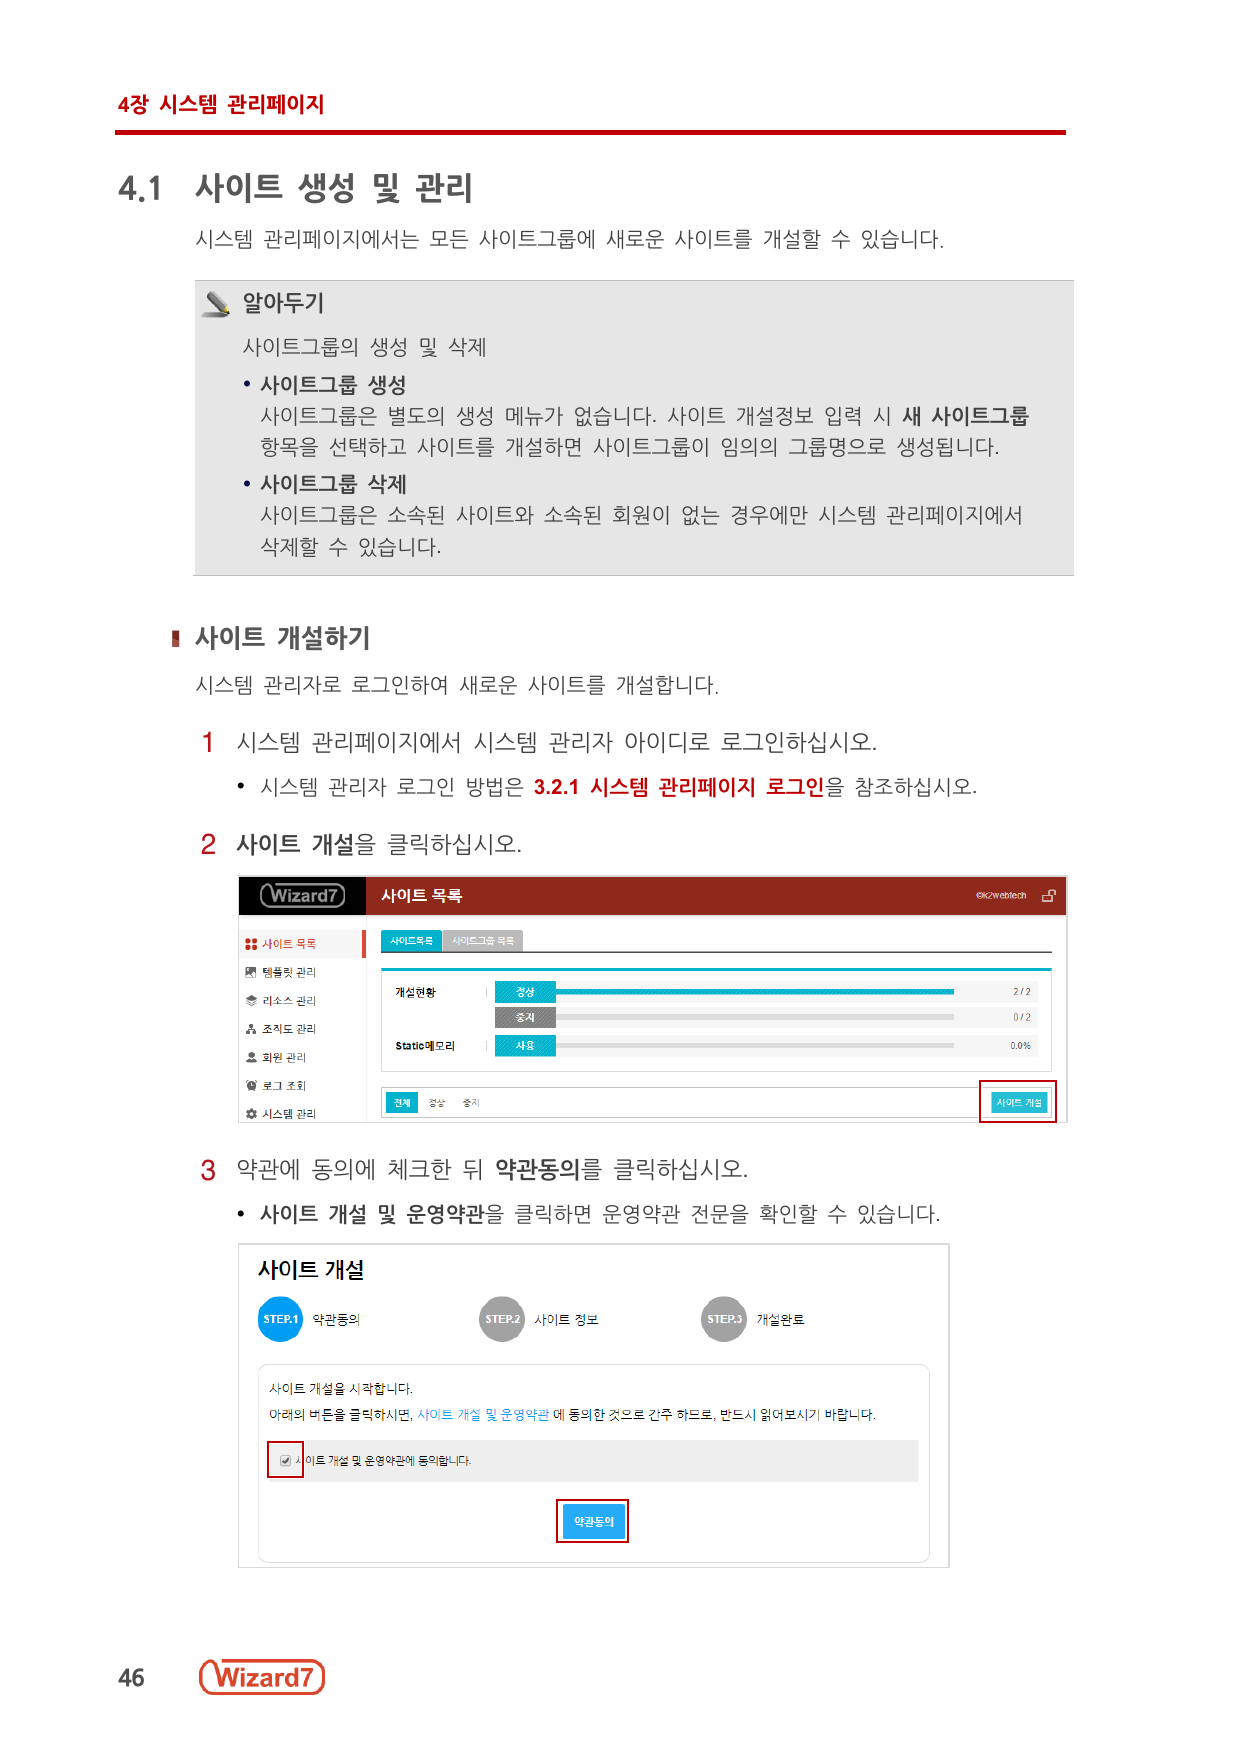 4장 시스템 관리페이지
4.1 사이트 생성 및 관리
시스템 관리페이지에서는 모든 사이트그룹에 새로운 사이트를 개설할 수 있습니다.
알아두기
사이트그룹의 생성 및 삭제
• 사이트그룹 생성
사이트그룹은 별도의 생성 메뉴가 없습니다. 사이트 개설정보 입력 시 새 사이트그룹
항목을 선택하고 사이트를 개설하면 사이트그룹이 임의의 그룹명으로 생성됩니다.
• 사이트그룹 삭제
사이트그룹은 소속된 사이트와 소속된 회원이 없는 경우에만 시스템 관리페이지에서
삭제할 수 있습니다.
사이트 개설하기
시스템 관리자로 로그인하여 새로운 사이트를 개설합니다.
1 시스템 관리페이지에서 시스템 관리자 아이디로 로그인하십시오.
• 시스템 관리자 로그인 방법은 3.2.1 시스템 관리페이지 로그인을 참조하십시오.
2 사이트 개설을 클릭하십시오.
Wizard7 사이트 목록 ©k2webtech
사이트 목록
템플릿 관리
리소스 관리
조직도 관리
회원 관리
로그 조회
시스템 관리
사이트목록 사이트그룹 목록
개설현황 정상 2 / 2
중지 0 / 2
Static메모리 사용 0.0%
전체 정상 중지 사이트 개설
3 약관에 동의에 체크한 뒤 약관동의를 클릭하십시오.
• 사이트 개설 및 운영약관을 클릭하면 운영약관 전문을 확인할 수 있습니다.
사이트 개설
STEP.1 약관동의 STEP.2 사이트 정보 STEP.3 개설완료
사이트 개설을 시작합니다.
아래의 버튼을 클릭하시면, 사이트 개설 및 운영약관 에 동의한 것으로 간주 하므로, 반드시 읽어보시기 바랍니다.
사이트 개설 및 운영약관에 동의합니다.
약관동의
46 Wizard7